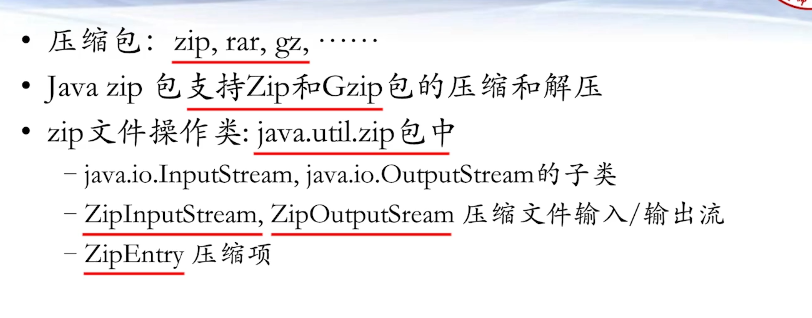 • 压缩包：zip, rar, gz, ……
• Java zip 包支持Zip和Gzip包的压缩和解压
• zip文件操作类: java.util.zip包中
– java.io.InputStream, java.io.OutputStream的子类
– ZipInputStream, ZipOutputSream 压缩文件输入/输出流
– ZipEntry 压缩项